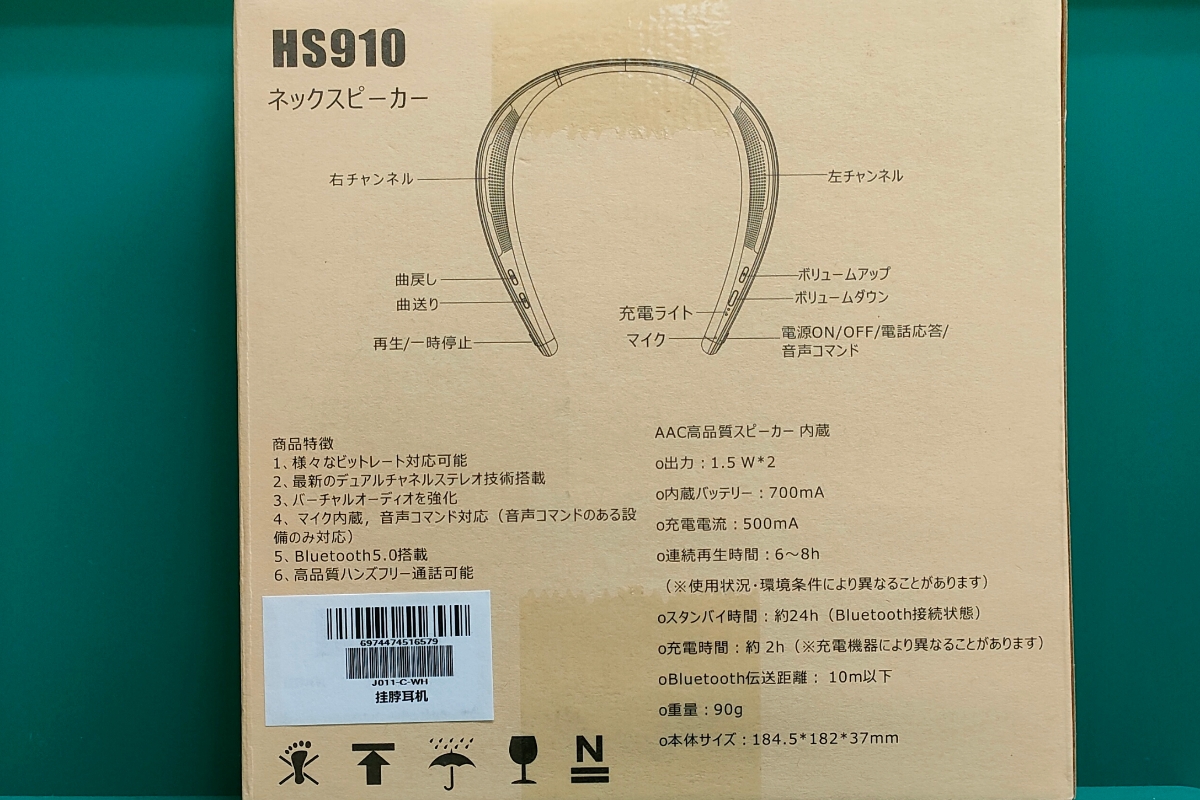 HS910
ネックスピーカー
右チャンネル
左チャンネル
曲戻し
曲送り
再生/一時停止
ボリュームアップ
ボリュームダウン
充電ライト
マイク
電源ON/OFF/電話応答/
音声コマンド
商品特徴
1、様々なビットレート対応可能
2、最新のデュアルチャネルステレオ技術搭載
3、バーチャルオーディオを強化
4、マイク内蔵，音声コマンド対応（音声コマンドのある設
備のみ対応）
5、Bluetooth5.0搭載
6、高品質ハンズフリー通話可能
AAC高品質スピーカー 内蔵
o出力：1.5 W*2
o内蔵バッテリー：700mA
o充電電流：500mA
o連続再生時間：6～8h
（※使用状況･環境条件により異なることがあります）
oスタンバイ時間：約24h（Bluetooth接続状態）
o充電時間：約 2h（※充電機器により異なることがあります）
oBluetooth伝送距離： 10m以下
o重量：90g
o本体サイズ：184.5*182*37mm
6974474516579
J011-C-WH
挂脖耳机
N